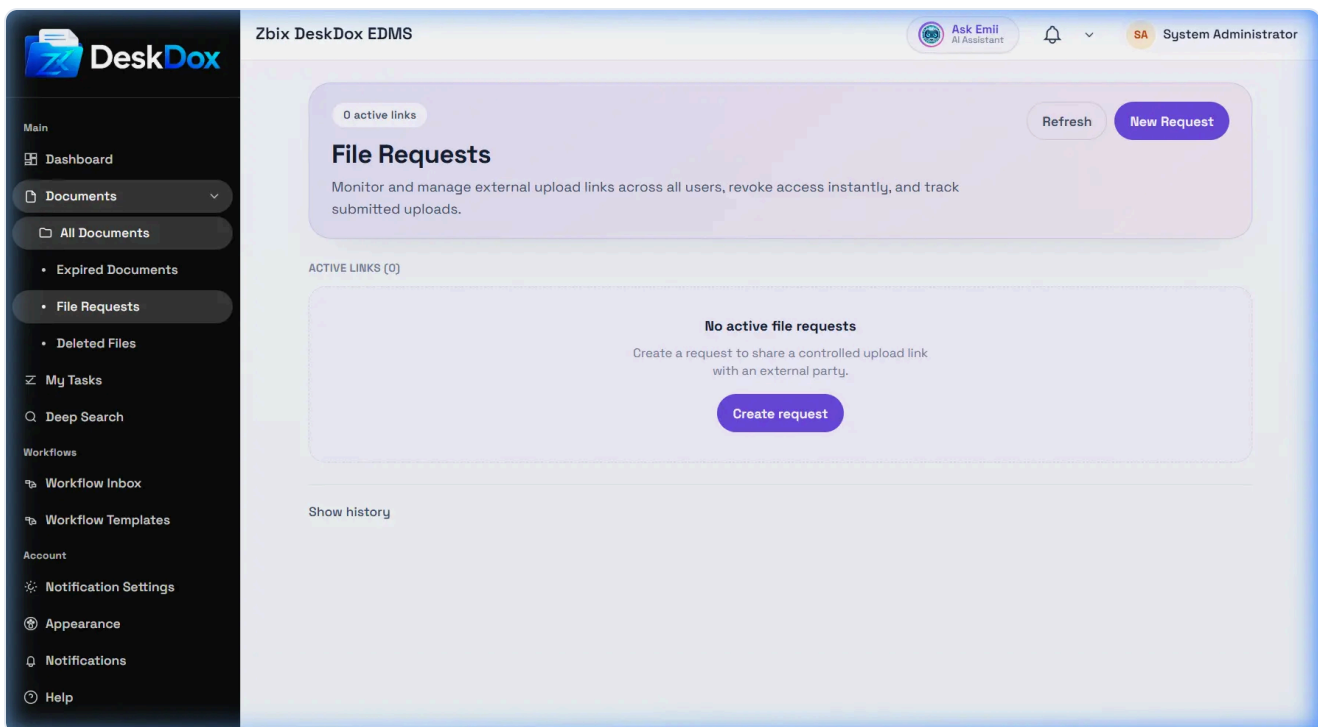 DeskDox
Main
Dashboard
Documents
All Documents
Expired Documents
File Requests
Deleted Files
My Tasks
Deep Search
Workflows
Workflow Inbox
Workflow Templates
Account
Notification Settings
Appearance
Notifications
Help
Zbix DeskDox EDMS
Ask Emii
AI Assistant
SA System Administrator
0 active links
Refresh
New Request
File Requests
Monitor and manage external upload links across all users, revoke access instantly, and track
submitted uploads.
ACTIVE LINKS (0)
No active file requests
Create a request to share a controlled upload link
with an external party.
Create request
Show history